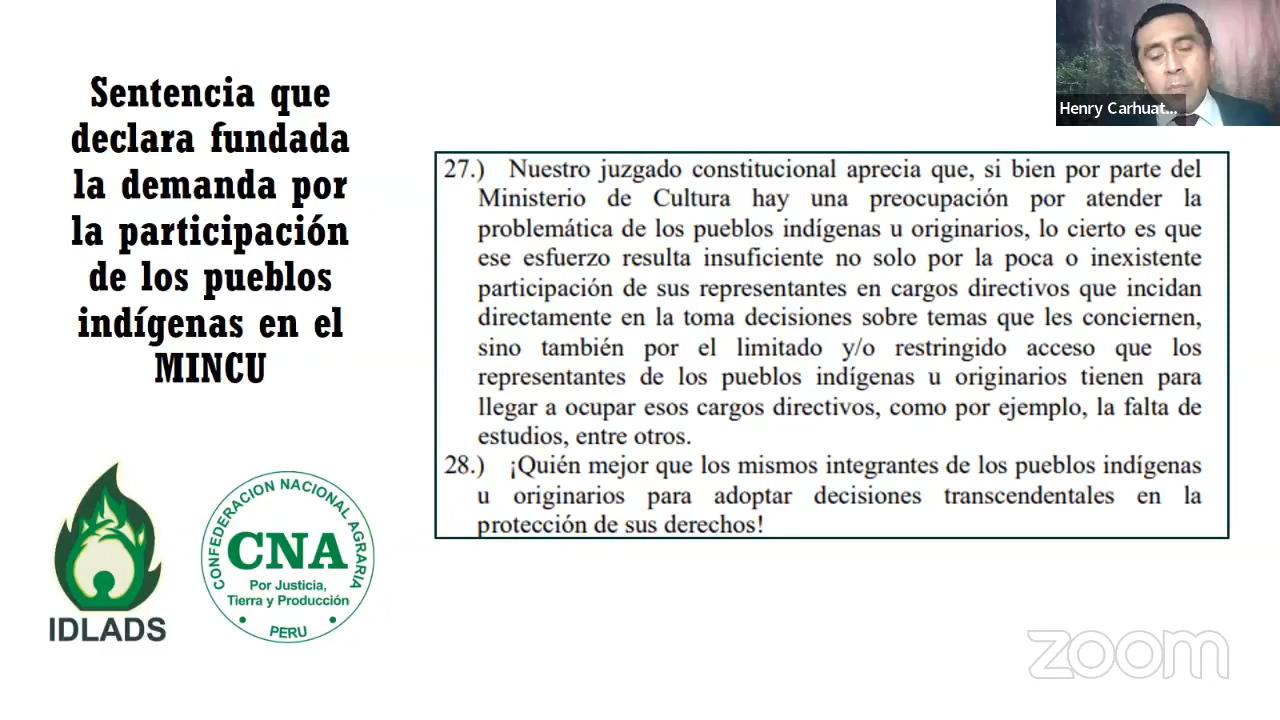 Sentencia que
declara fundada
la demanda por
la participación
de los pueblos
indígenas en el
MINCU
Henry Carhuat...
27.) Nuestro juzgado constitucional aprecia que, si bien por parte del
Ministerio de Cultura hay una preocupación por atender la
problemática de los pueblos indígenas u originarios, lo cierto es que
ese esfuerzo resulta insuficiente no solo por la poca o inexistente
participación de sus representantes en cargos directivos que incidan
directamente en la toma decisiones sobre temas que les conciernen,
sino también por el limitado y/o restringido acceso que los
representantes de los pueblos indígenas u originarios tienen para
llegar a ocupar esos cargos directivos, como por ejemplo, la falta de
estudios, entre otros.
28.) ¡Quién mejor que los mismos integrantes de los pueblos indígenas
u originarios para adoptar decisiones transcendentales en la
protección de sus derechos!
IDLADS
CONFEDERACION NACIONAL AGRARIA
CNA
Por Justicia,
Tierra y Producción
PERU
zoom